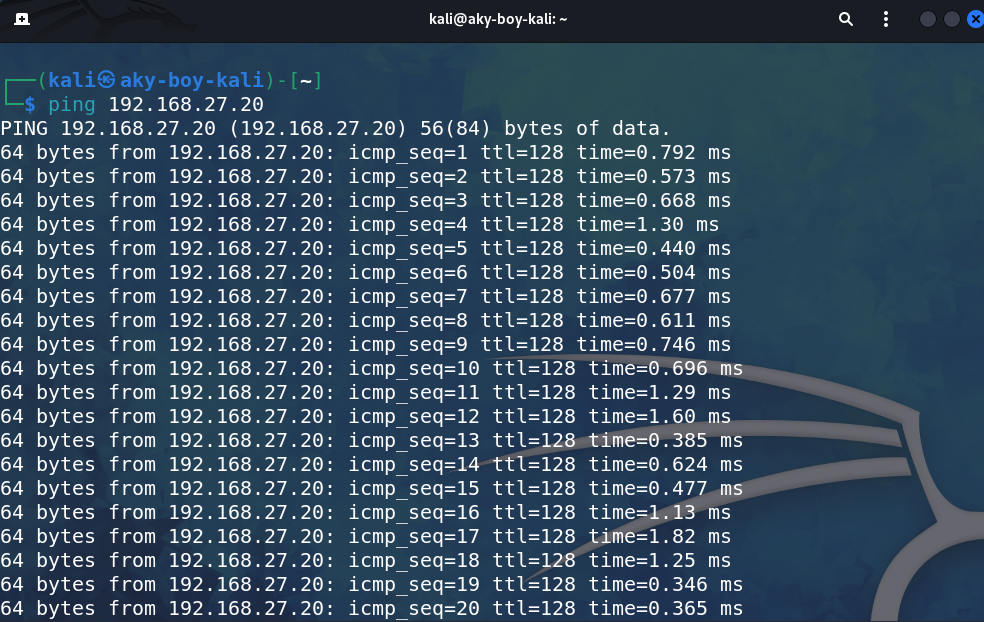 kali@aky-boy-kali: ~
┌──(kali㉿aky-boy-kali)-[~]
└─$ ping 192.168.27.20
PING 192.168.27.20 (192.168.27.20) 56(84) bytes of data.
64 bytes from 192.168.27.20: icmp_seq=1 ttl=128 time=0.792 ms
64 bytes from 192.168.27.20: icmp_seq=2 ttl=128 time=0.573 ms
64 bytes from 192.168.27.20: icmp_seq=3 ttl=128 time=0.668 ms
64 bytes from 192.168.27.20: icmp_seq=4 ttl=128 time=1.30 ms
64 bytes from 192.168.27.20: icmp_seq=5 ttl=128 time=0.440 ms
64 bytes from 192.168.27.20: icmp_seq=6 ttl=128 time=0.504 ms
64 bytes from 192.168.27.20: icmp_seq=7 ttl=128 time=0.677 ms
64 bytes from 192.168.27.20: icmp_seq=8 ttl=128 time=0.611 ms
64 bytes from 192.168.27.20: icmp_seq=9 ttl=128 time=0.746 ms
64 bytes from 192.168.27.20: icmp_seq=10 ttl=128 time=0.696 ms
64 bytes from 192.168.27.20: icmp_seq=11 ttl=128 time=1.29 ms
64 bytes from 192.168.27.20: icmp_seq=12 ttl=128 time=1.60 ms
64 bytes from 192.168.27.20: icmp_seq=13 ttl=128 time=0.385 ms
64 bytes from 192.168.27.20: icmp_seq=14 ttl=128 time=0.624 ms
64 bytes from 192.168.27.20: icmp_seq=15 ttl=128 time=0.477 ms
64 bytes from 192.168.27.20: icmp_seq=16 ttl=128 time=1.13 ms
64 bytes from 192.168.27.20: icmp_seq=17 ttl=128 time=1.82 ms
64 bytes from 192.168.27.20: icmp_seq=18 ttl=128 time=1.25 ms
64 bytes from 192.168.27.20: icmp_seq=19 ttl=128 time=0.346 ms
64 bytes from 192.168.27.20: icmp_seq=20 ttl=128 time=0.365 ms